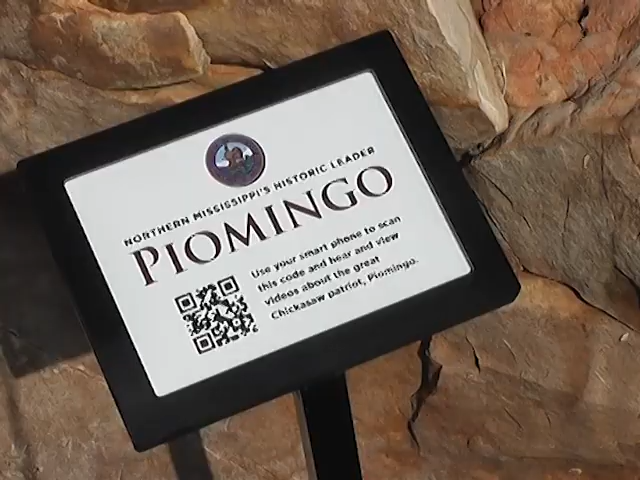 NORTHERN MISSISSIPPI'S HISTORIC LEADER
PIOMINGO
Use your smart phone to scan
this code and hear and view
videos about the great
Chickasaw patriot, Piomingo.